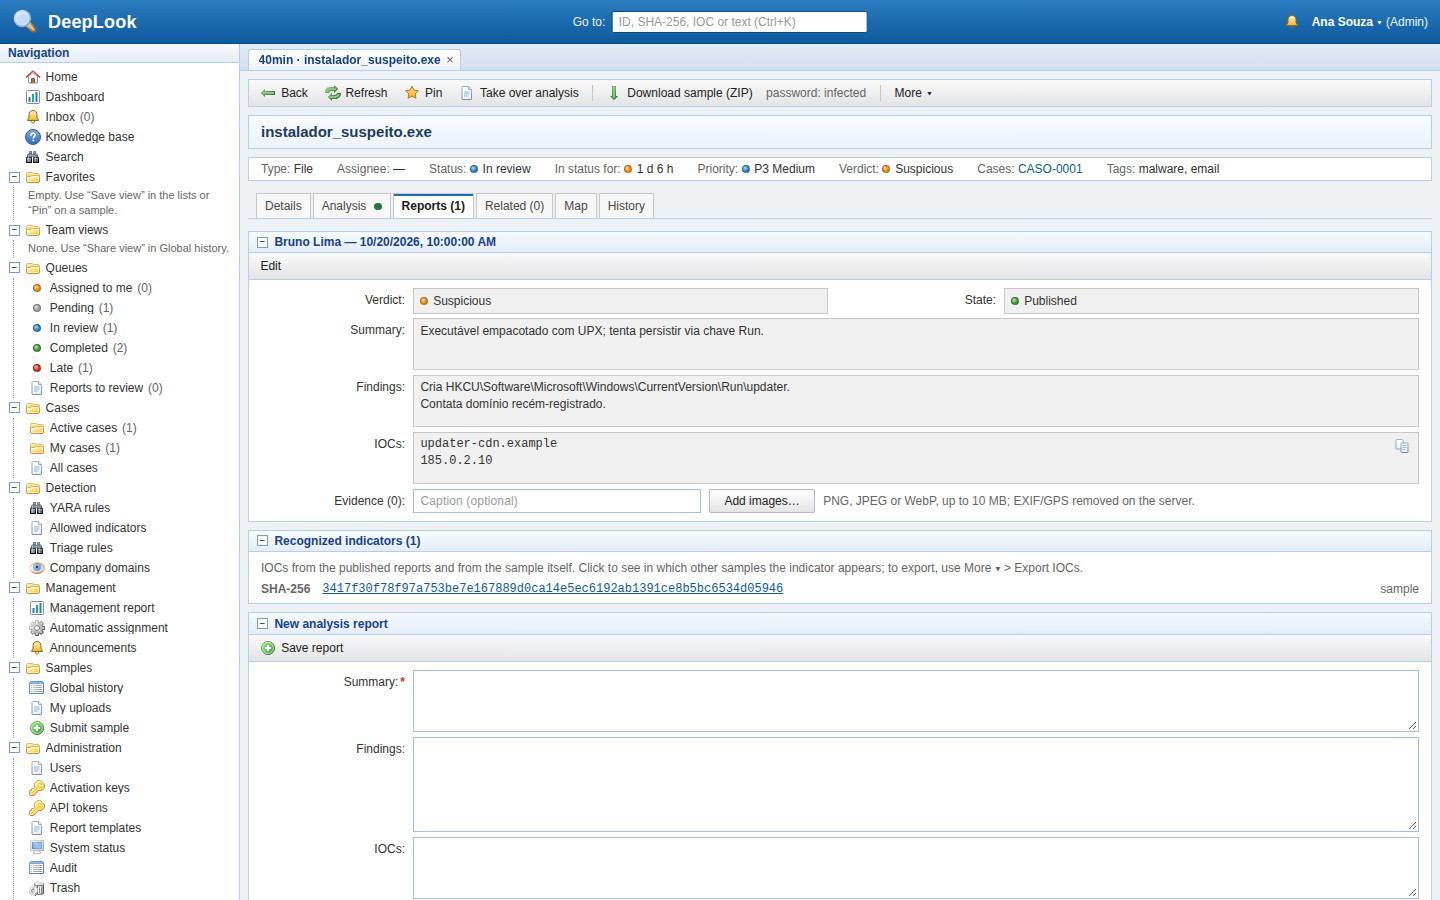 DeepLook
Go to: ID, SHA-256, IOC or text (Ctrl+K)
Ana Souza ▾ (Admin)
Navigation
Home
Dashboard
Inbox (0)
Knowledge base
Search
Favorites
Empty. Use “Save view” in the lists or
“Pin” on a sample.
Team views
None. Use “Share view” in Global history.
Queues
Assigned to me (0)
Pending (1)
In review (1)
Completed (2)
Late (1)
Reports to review (0)
Cases
Active cases (1)
My cases (1)
All cases
Detection
YARA rules
Allowed indicators
Triage rules
Company domains
Management
Management report
Automatic assignment
Announcements
Samples
Global history
My uploads
Submit sample
Administration
Users
Activation keys
API tokens
Report templates
System status
Audit
Trash
40min · instalador_suspeito.exe ×
Back Refresh Pin Take over analysis Download sample (ZIP) password: infected More ▾
instalador_suspeito.exe
Type: File Assignee: — Status: In review In status for: 1 d 6 h Priority: P3 Medium Verdict: Suspicious Cases: CASO-0001 Tags: malware, email
Details Analysis Reports (1) Related (0) Map History
Bruno Lima — 10/20/2026, 10:00:00 AM
Edit
Verdict: Suspicious State: Published
Summary: Executável empacotado com UPX; tenta persistir via chave Run.
Findings: Cria HKCU\Software\Microsoft\Windows\CurrentVersion\Run\updater.
Contata domínio recém-registrado.
IOCs: updater-cdn.example
185.0.2.10
Evidence (0): Caption (optional) Add images… PNG, JPEG or WebP, up to 10 MB; EXIF/GPS removed on the server.
Recognized indicators (1)
IOCs from the published reports and from the sample itself. Click to see in which other samples the indicator appears; to export, use More ▾ > Export IOCs.
SHA-256 3417f30f78f97a753be7e167889d0ca14e5ec6192ab1391ce8b5bc6534d05946 sample
New analysis report
Save report
Summary:*
Findings:
IOCs: